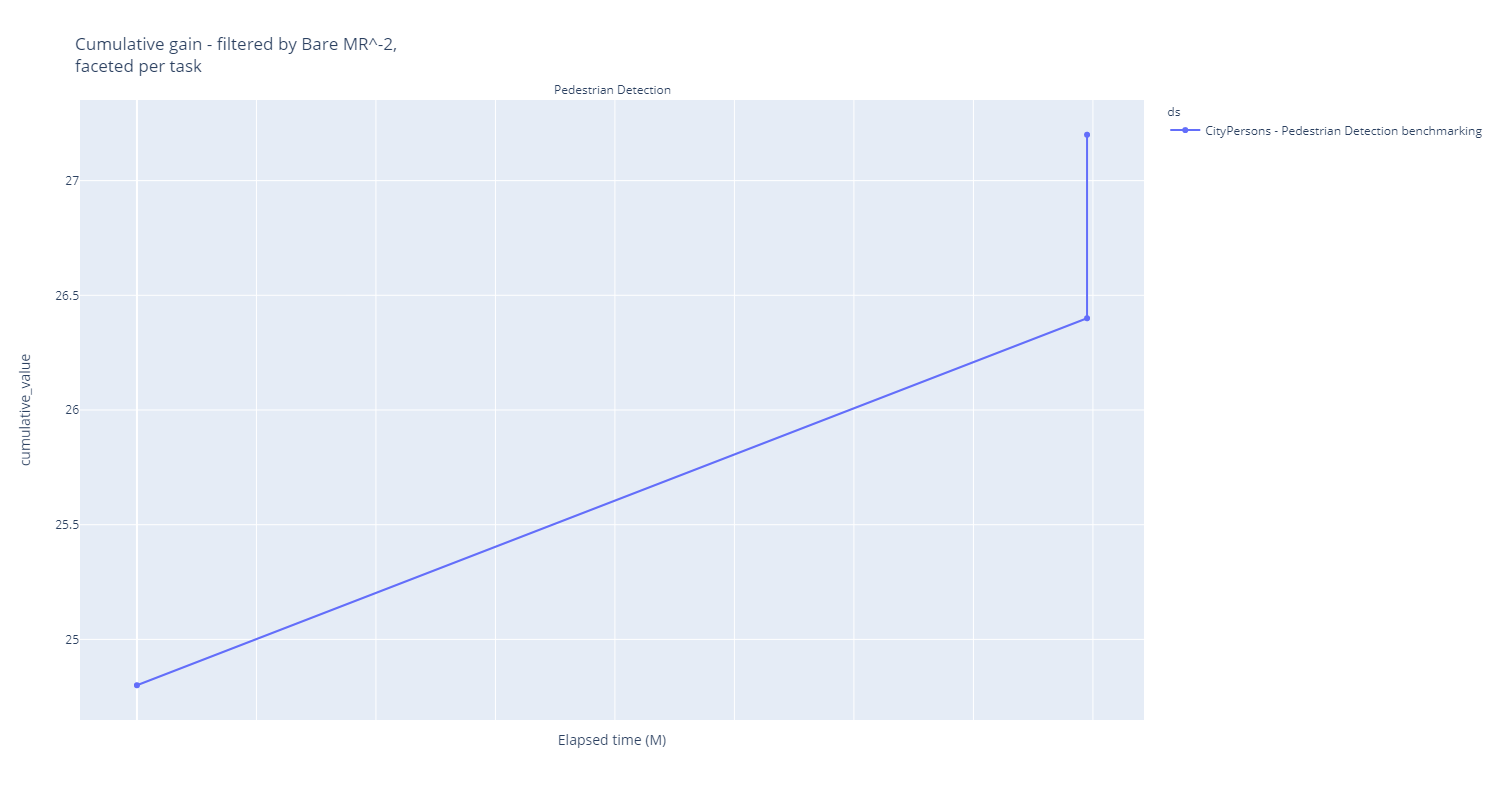 Cumulative gain - filtered by Bare MR^-2,
faceted per task
Pedestrian Detection
ds
CityPersons - Pedestrian Detection benchmarking
27
26.5
26
25.5
25
cumulative_value
Elapsed time (M)